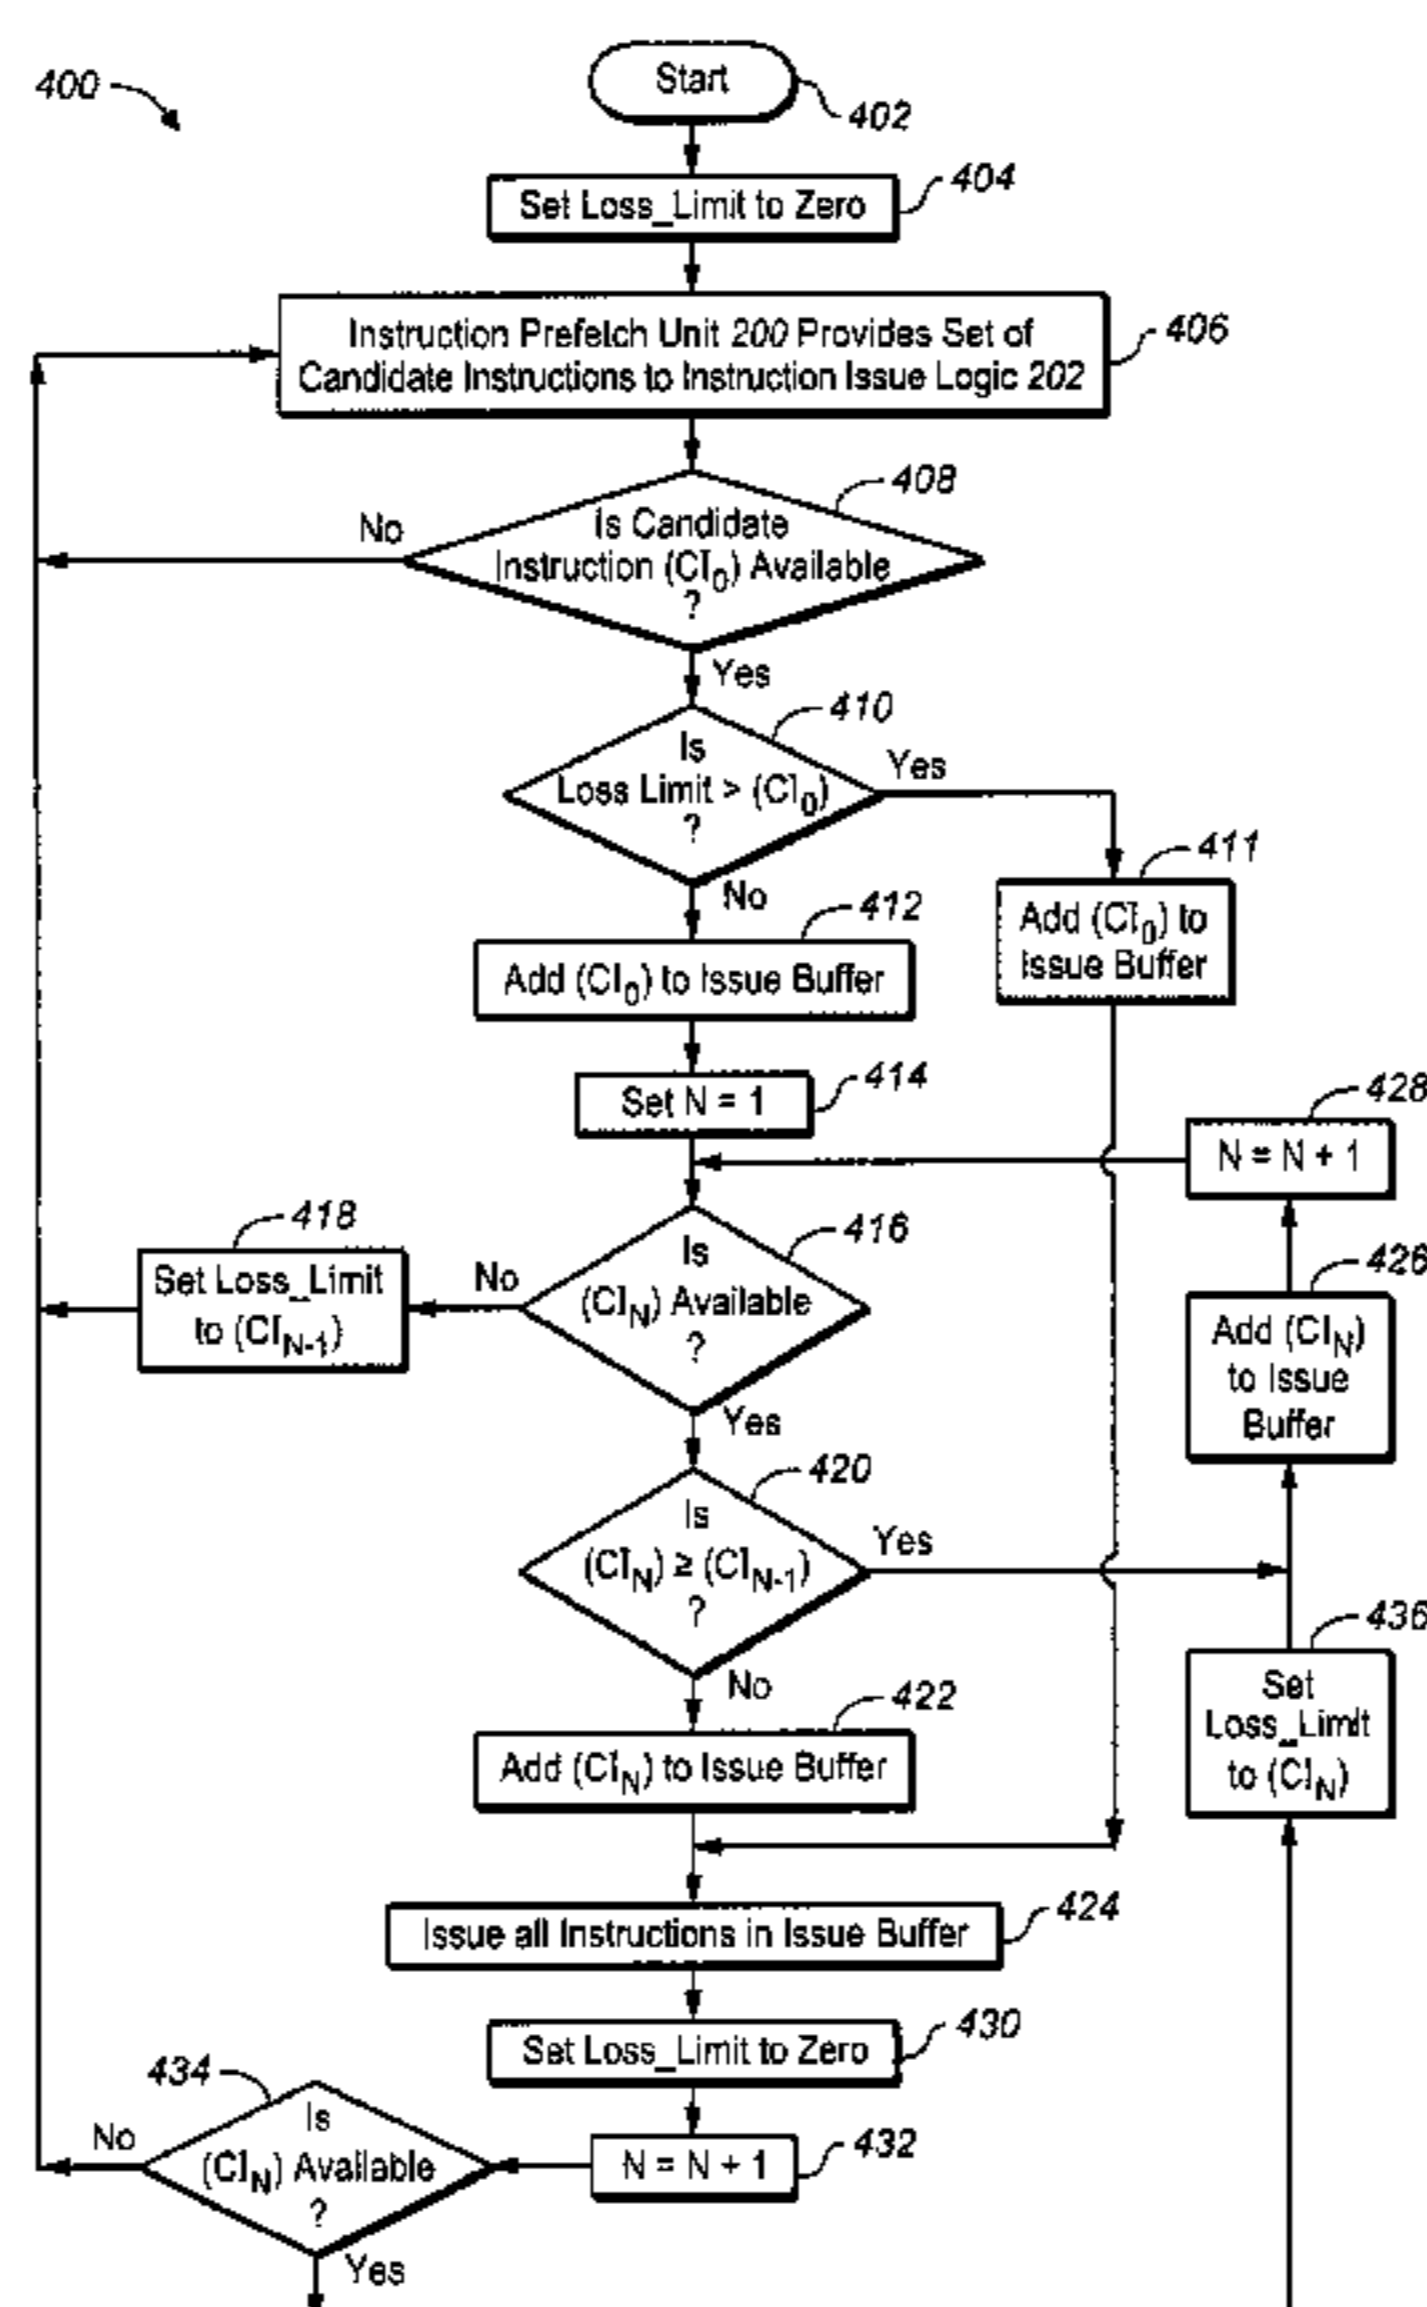 400
Start
402
Set Loss_Limit to Zero
404
Instruction Prefetch Unit 200 Provides Set of
Candidate Instructions to Instruction Issue Logic 202
406
408
Is Candidate
Instruction (CI0) Available
?
No
Yes
410
Is
Loss Limit > (CI0)
?
Yes
No
411
Add (CI0) to
Issue Buffer
412
Add (CI0) to Issue Buffer
Set N = 1
414
428
N = N + 1
418
Set Loss_Limit
to (CIN-1)
No
416
Is
(CIN) Available
?
Yes
426
Add (CIN)
to Issue
Buffer
420
Is
(CIN) ≥ (CIN-1)
?
Yes
No
436
Set
Loss_Limit
to (CIN)
422
Add (CIN) to Issue Buffer
Issue all Instructions in Issue Buffer
424
Set Loss_Limit to Zero
430
434
Is
(CIN) Available
?
No
Yes
N = N + 1
432